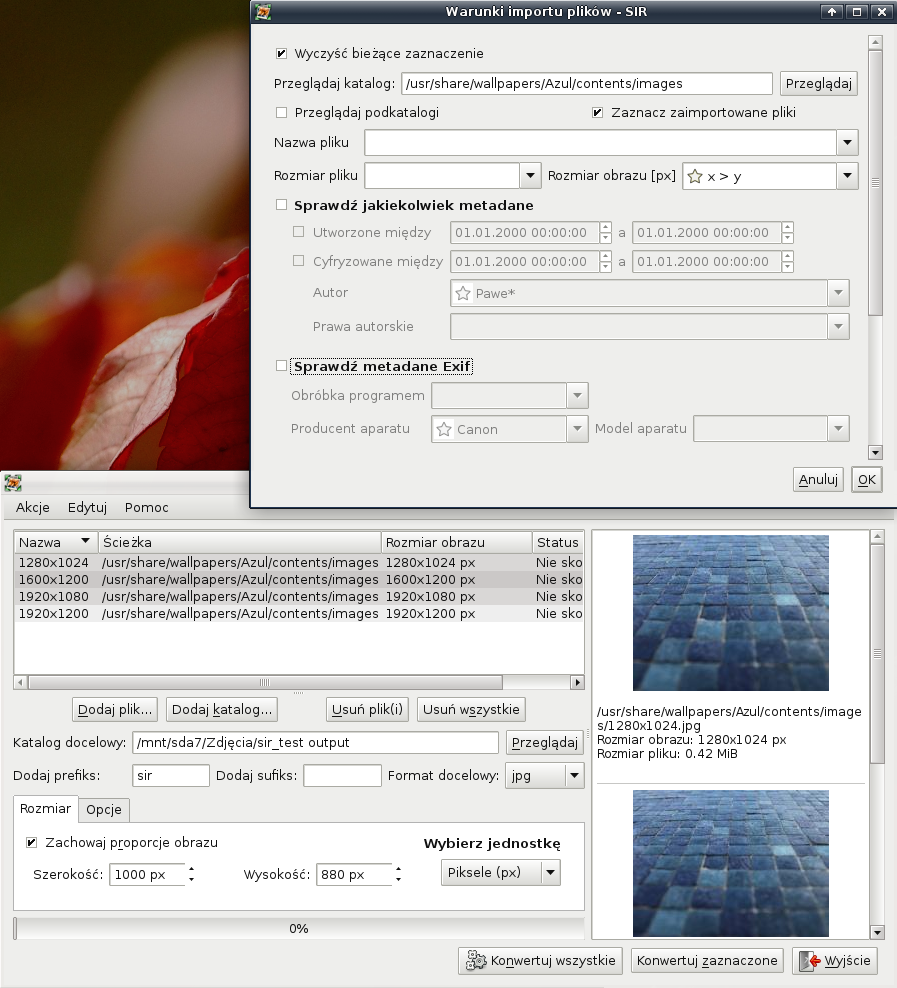 Warunki importu plików - SIR
Wyczyść bieżące zaznaczenie
Przeglądaj katalog: /usr/share/wallpapers/Azul/contents/images Przeglądaj
Przeglądaj podkatalogi Zaznacz zaimportowane pliki
Nazwa pliku
Rozmiar pliku Rozmiar obrazu [px] x > y
Sprawdź jakiekolwiek metadane
Utworzone między 01.01.2000 00:00:00 a 01.01.2000 00:00:00
Cyfryzowane między 01.01.2000 00:00:00 a 01.01.2000 00:00:00
Autor Pawe*
Prawa autorskie
Sprawdź metadane Exif
Obróbka programem
Producent aparatu Canon Model aparatu
Anuluj OK
Akcje Edytuj Pomoc
Nazwa Ścieżka Rozmiar obrazu Status
1280x1024 /usr/share/wallpapers/Azul/contents/images 1280x1024 px Nie sko
1600x1200 /usr/share/wallpapers/Azul/contents/images 1600x1200 px Nie sko
1920x1080 /usr/share/wallpapers/Azul/contents/images 1920x1080 px Nie sko
1920x1200 /usr/share/wallpapers/Azul/contents/images 1920x1200 px Nie sko
Dodaj plik... Dodaj katalog... Usuń plik(i) Usuń wszystkie
Katalog docelowy: /mnt/sda7/Zdjęcia/sir_test output Przeglądaj
Dodaj prefiks: sir Dodaj sufiks: Format docelowy: jpg
Rozmiar Opcje
Zachowaj proporcje obrazu Wybierz jednostkę
Szerokość: 1000 px Wysokość: 880 px Piksele (px)
0%
/usr/share/wallpapers/Azul/contents/image
s/1280x1024.jpg
Rozmiar obrazu: 1280x1024 px
Rozmiar pliku: 0.42 MiB
Konwertuj wszystkie Konwertuj zaznaczone Wyjście